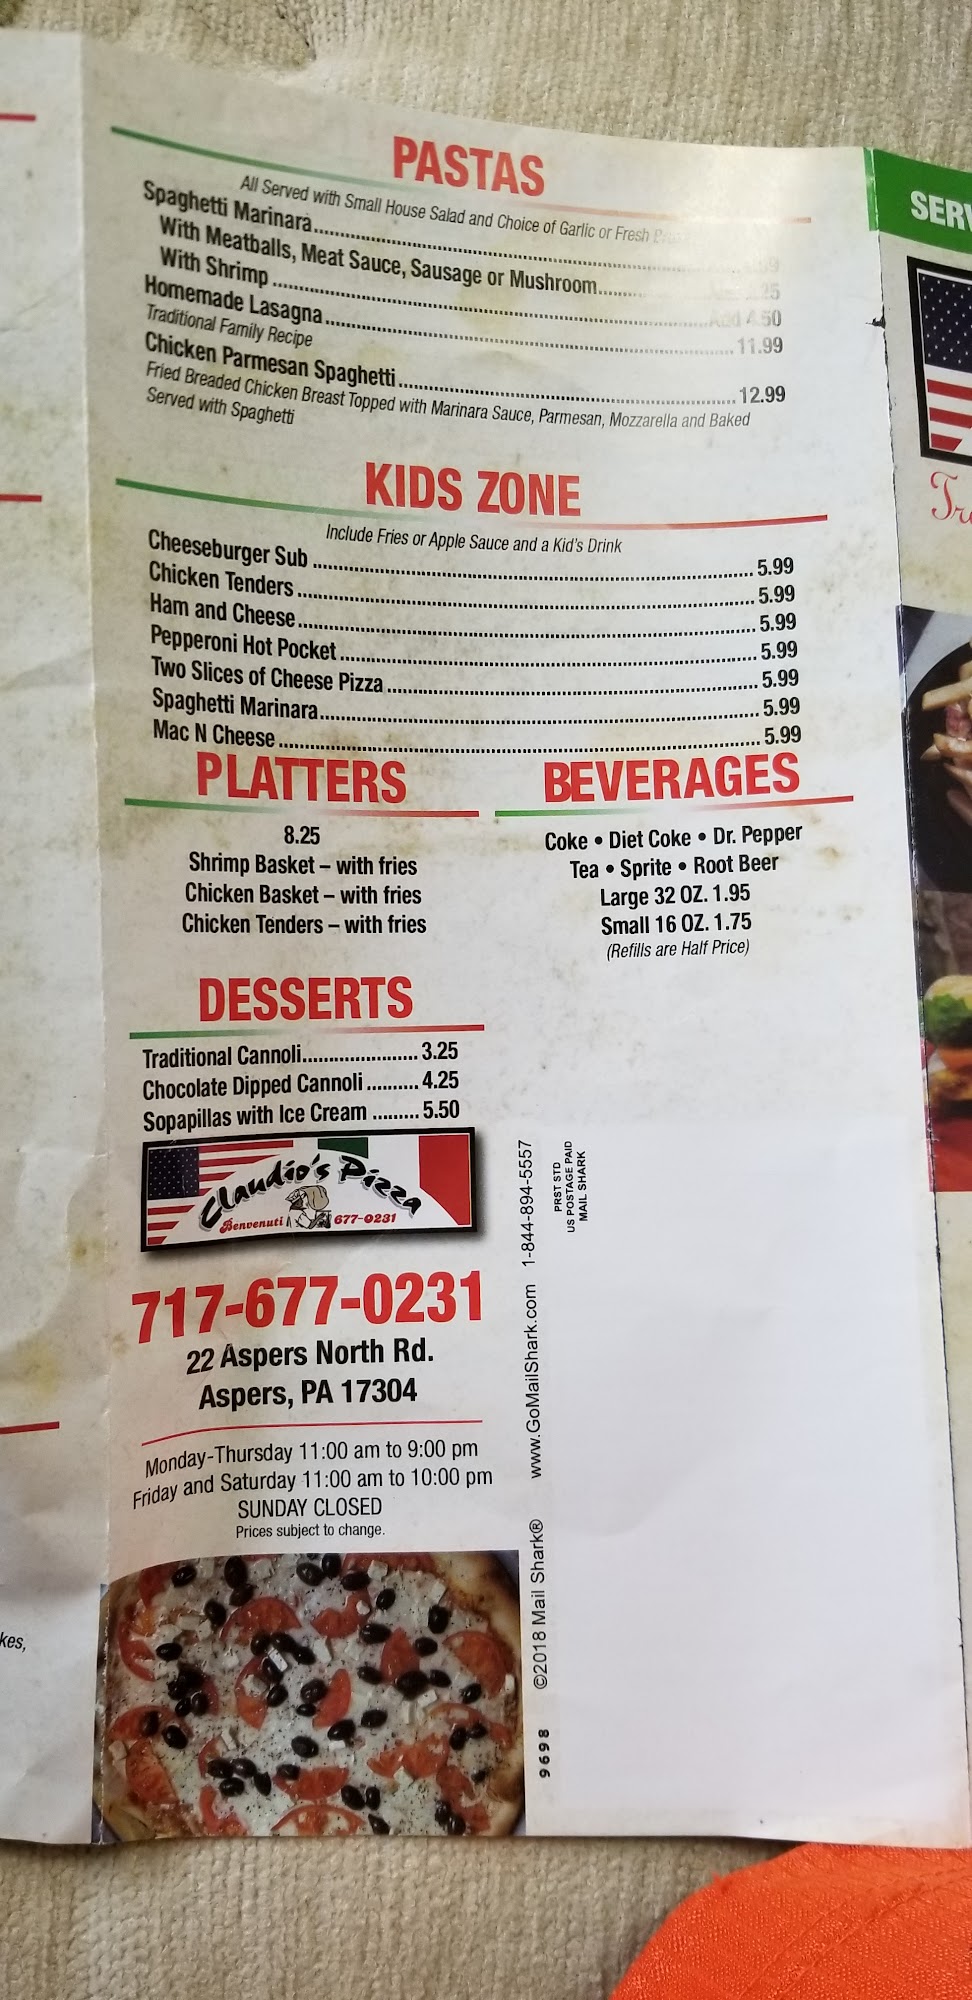 PASTAS
All Served with Small House Salad and Choice of Garlic or Fresh
Spaghetti Marinara
With Meatballs, Meat Sauce, Sausage or Mushroom
With Shrimp Add 4.50
Homemade Lasagna 11.99
Traditional Family Recipe
Chicken Parmesan Spaghetti 12.99
Fried Breaded Chicken Breast Topped with Marinara Sauce, Parmesan, Mozzarella and Baked
Served with Spaghetti
KIDS ZONE
Include Fries or Apple Sauce and a Kid's Drink
Cheeseburger Sub 5.99
Chicken Tenders 5.99
Ham and Cheese 5.99
Pepperoni Hot Pocket 5.99
Two Slices of Cheese Pizza 5.99
Spaghetti Marinara 5.99
Mac N Cheese 5.99
PLATTERS
8.25
Shrimp Basket – with fries
Chicken Basket – with fries
Chicken Tenders – with fries
BEVERAGES
Coke • Diet Coke • Dr. Pepper
Tea • Sprite • Root Beer
Large 32 OZ. 1.95
Small 16 OZ. 1.75
(Refills are Half Price)
DESSERTS
Traditional Cannoli 3.25
Chocolate Dipped Cannoli 4.25
Sopapillas with Ice Cream 5.50
Claudio's Pizza
Benvenuti 677-0231
717-677-0231
22 Aspers North Rd.
Aspers, PA 17304
Monday-Thursday 11:00 am to 9:00 pm
Friday and Saturday 11:00 am to 10:00 pm
SUNDAY CLOSED
Prices subject to change.
9698 ©2018 Mail Shark® www.GoMailShark.com 1-844-894-5557
PRST STD
US POSTAGE PAID
MAIL SHARK
kes,